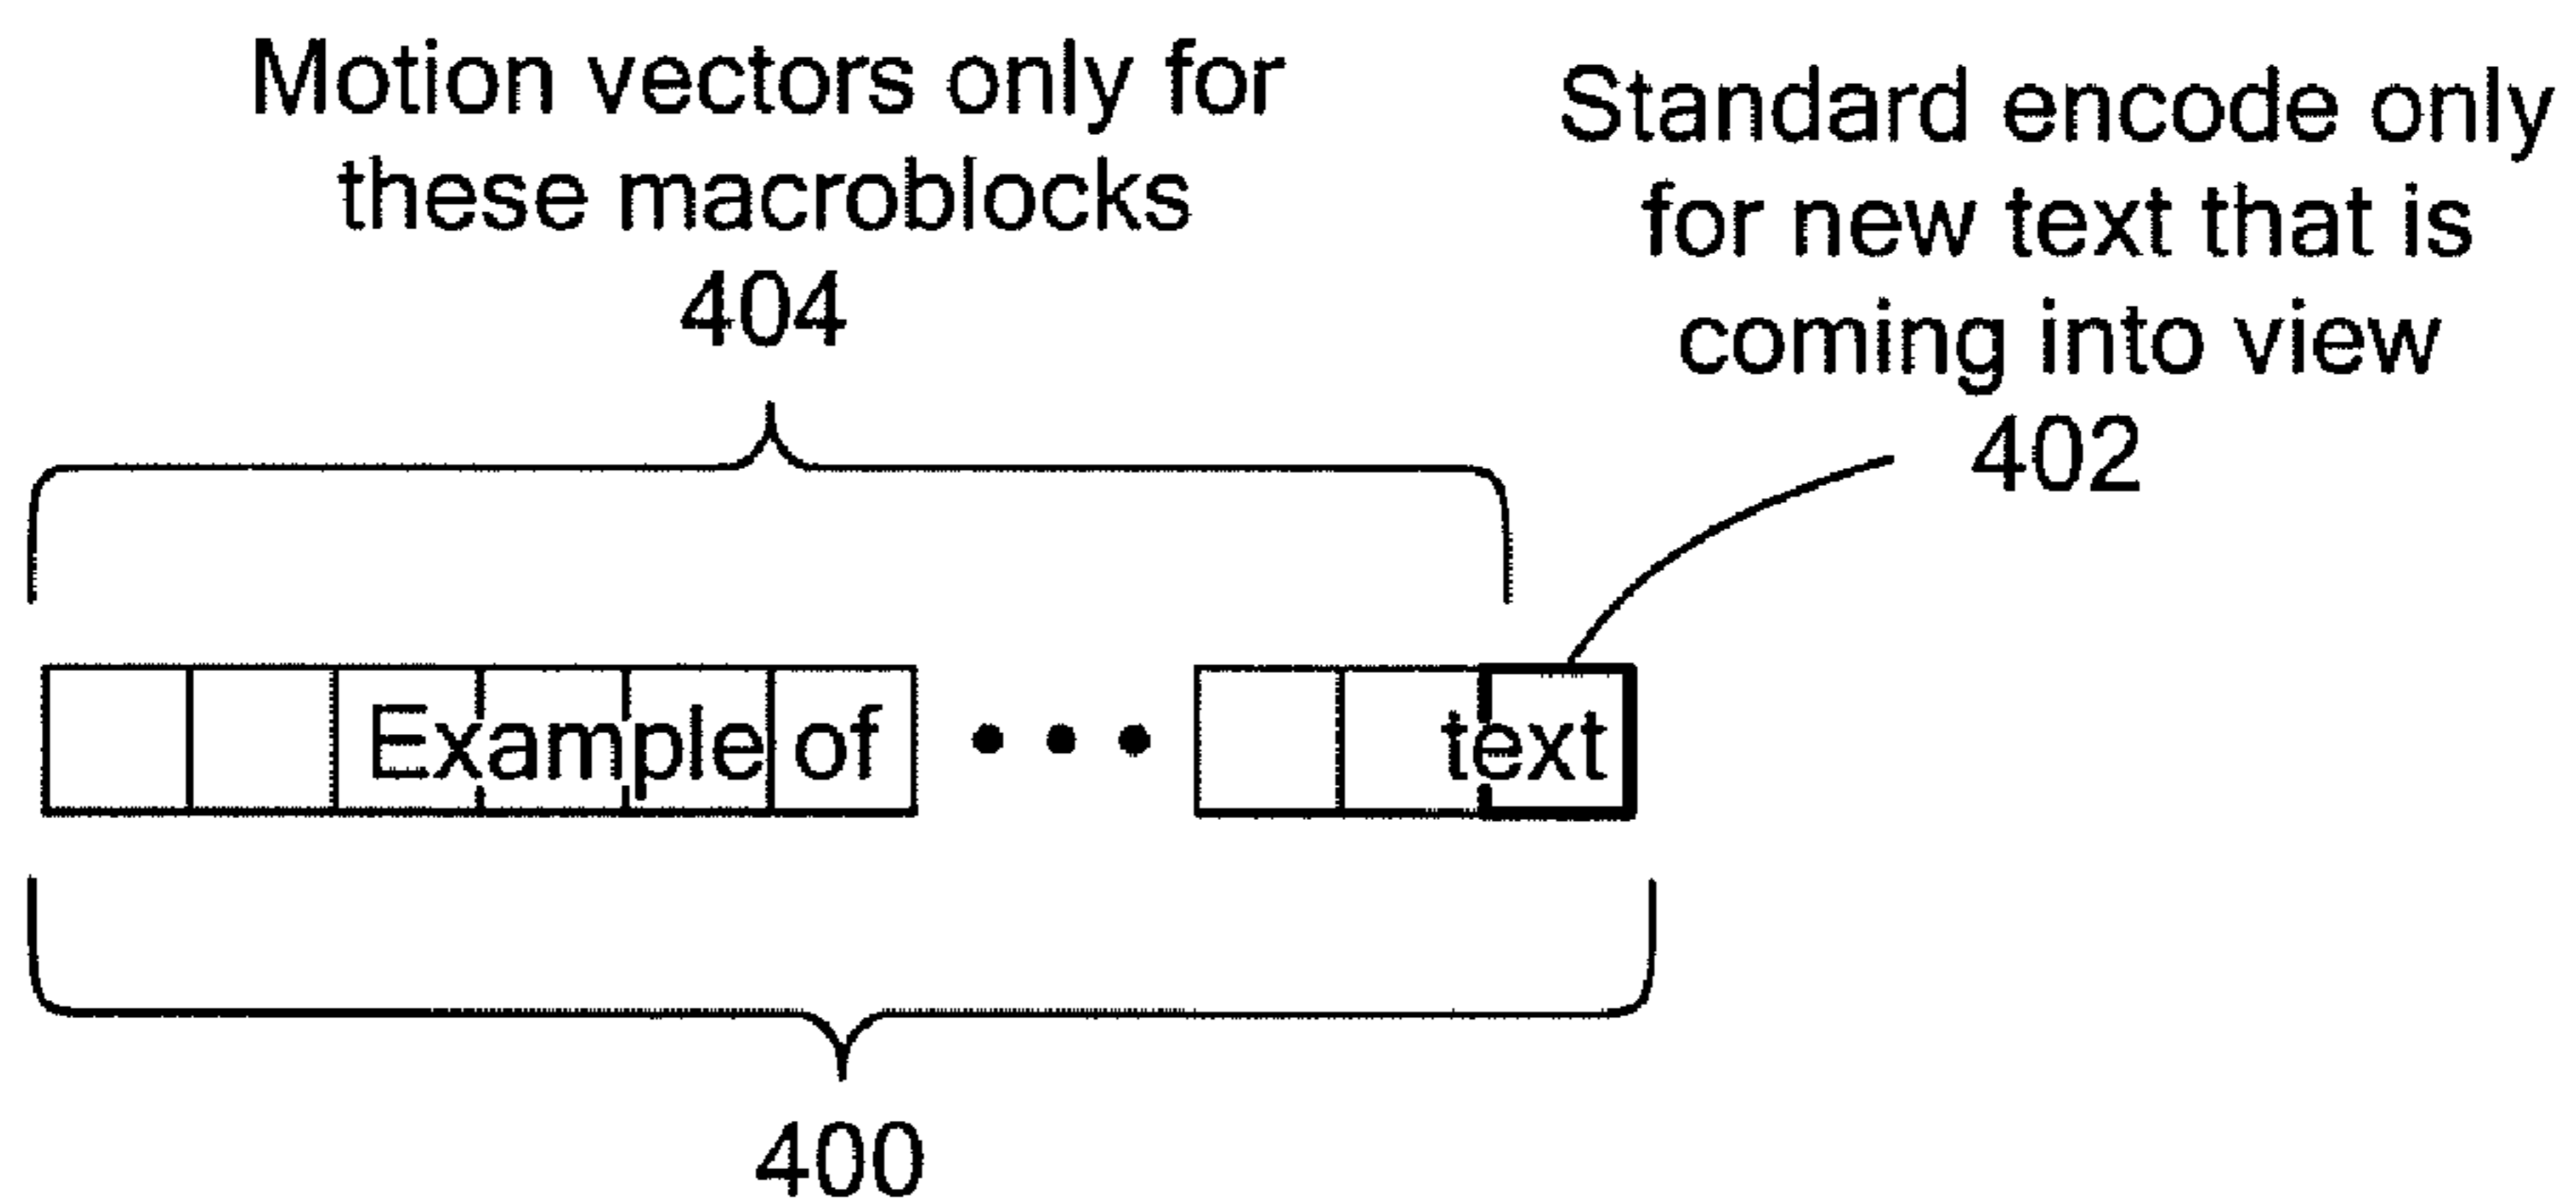 Motion vectors only for
these macroblocks
404
Standard encode only
for new text that is
coming into view
402
Example of • • • text
400